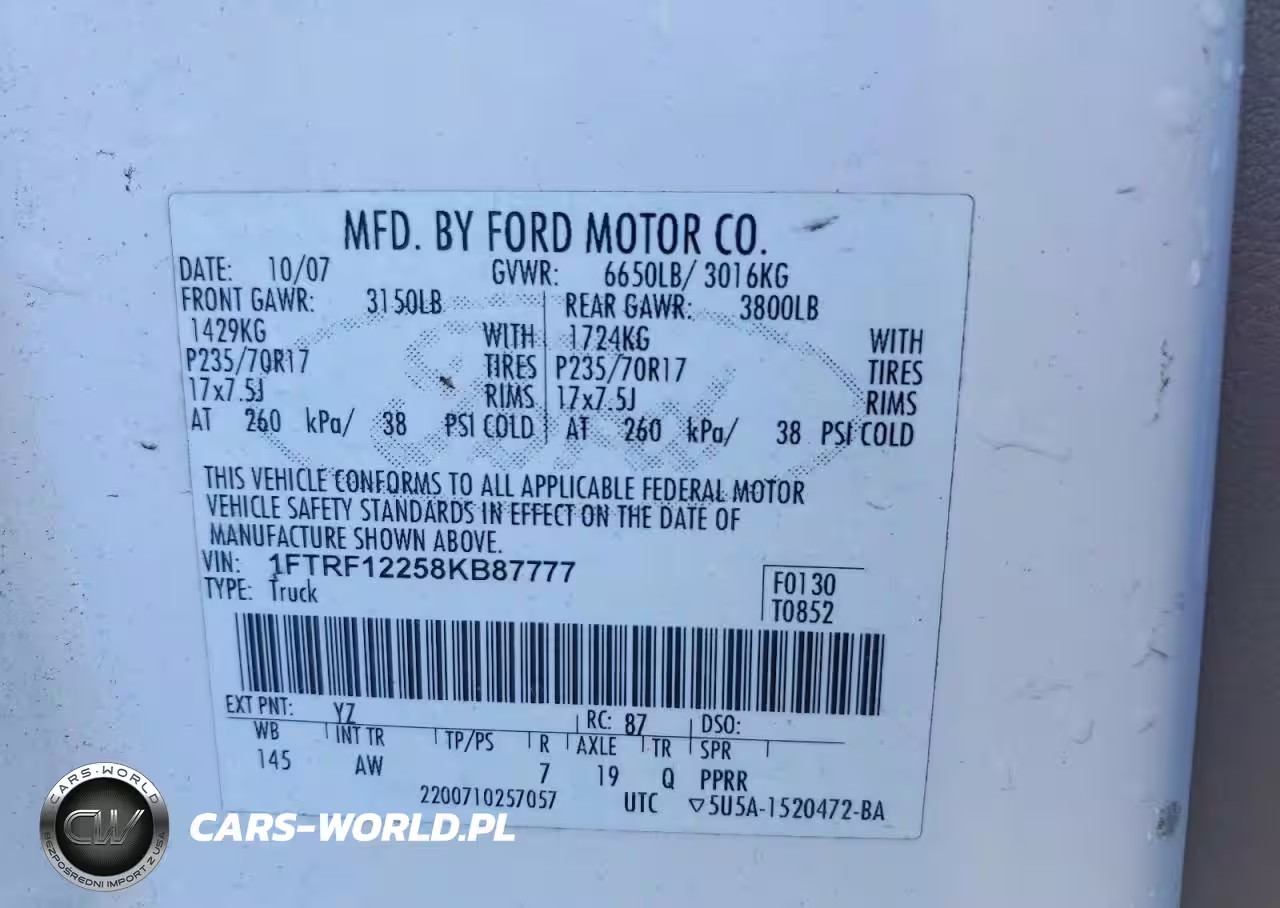 MFD. BY FORD MOTOR CO.
DATE: 10/07 GVWR: 6650LB/ 3016KG
FRONT GAWR: 3150LB REAR GAWR: 3800LB
1429KG WITH 1724KG WITH
P235/70R17 TIRES P235/70R17 TIRES
17x7.5J RIMS 17x7.5J RIMS
AT 260 kPa/ 38 PSI COLD AT 260 kPa/ 38 PSI COLD
THIS VEHICLE CONFORMS TO ALL APPLICABLE FEDERAL MOTOR
VEHICLE SAFETY STANDARDS IN EFFECT ON THE DATE OF
MANUFACTURE SHOWN ABOVE.
VIN: 1FTRF12258KB87777
TYPE: Truck
F0130
T0852
EXT PNT: YZ RC: 87 DSO:
WB INT TR TP/PS R AXLE TR SPR
145 AW 7 19 Q PPRR
2200710257057 UTC ▽5U5A-1520472-BA
CARS-WORLD
CW
BEZPOŚREDNI IMPORT Z USA
CARS-WORLD.PL